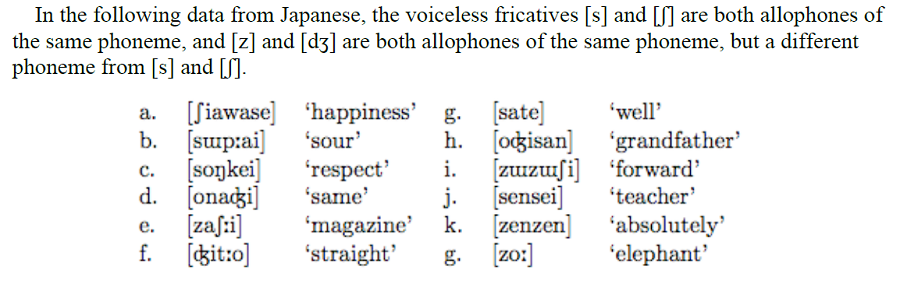 In the following data from Japanese, the voiceless fricatives [s] and [ʃ] are both allophones of
the same phoneme, and [z] and [dʒ] are both allophones of the same phoneme, but a different
phoneme from [s] and [ʃ].
a. [ʃiawase] ‘happiness’ g. [sate] ‘well’
b. [sɯpːai] ‘sour’ h. [oʤisan] ‘grandfather’
c. [soŋkei] ‘respect’ i. [zɯzɯʃi] ‘forward’
d. [onaʤi] ‘same’ j. [sensei] ‘teacher’
e. [zaʃːi] ‘magazine’ k. [zenzen] ‘absolutely’
f. [ʤitːo] ‘straight’ g. [zoː] ‘elephant’